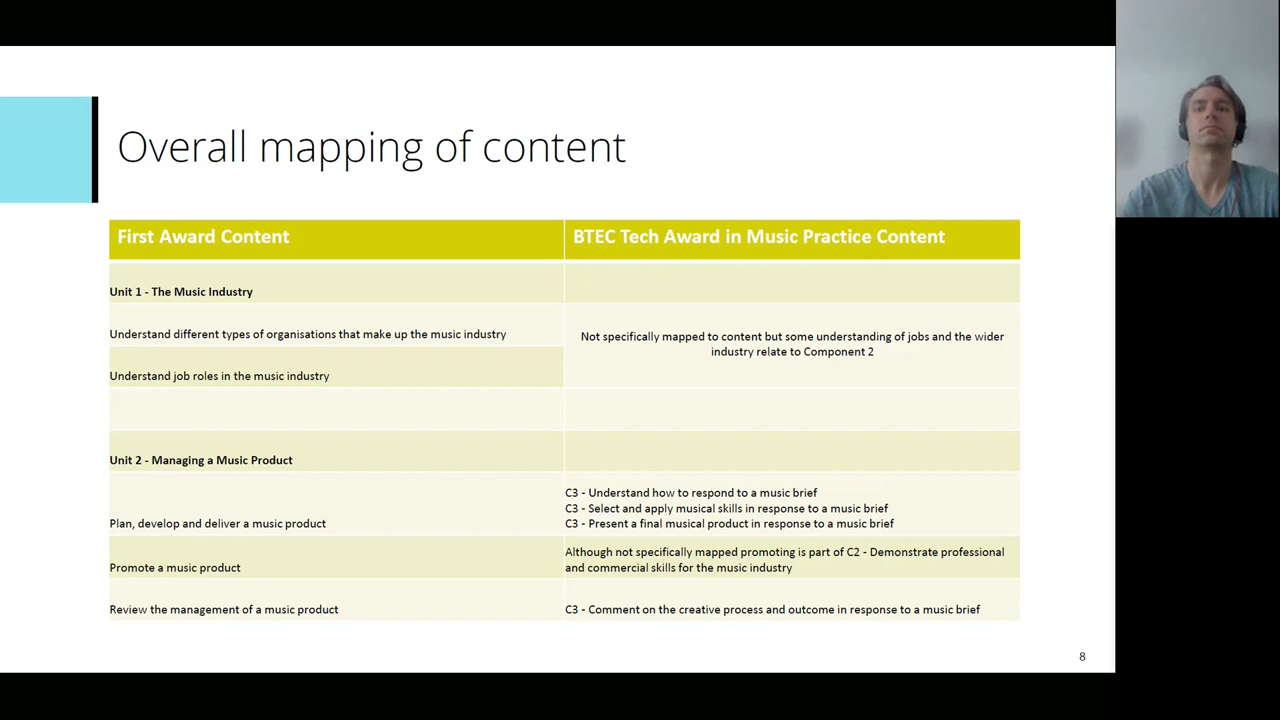 Overall mapping of content
First Award Content
BTEC Tech Award in Music Practice Content
Unit 1 - The Music Industry
Understand different types of organisations that make up the music industry
Not specifically mapped to content but some understanding of jobs and the wider
industry relate to Component 2
Understand job roles in the music industry
Unit 2 - Managing a Music Product
Plan, develop and deliver a music product
C3 - Understand how to respond to a music brief
C3 - Select and apply musical skills in response to a music brief
C3 - Present a final musical product in response to a music brief
Promote a music product
Although not specifically mapped promoting is part of C2 - Demonstrate professional
and commercial skills for the music industry
Review the management of a music product
C3 - Comment on the creative process and outcome in response to a music brief
8